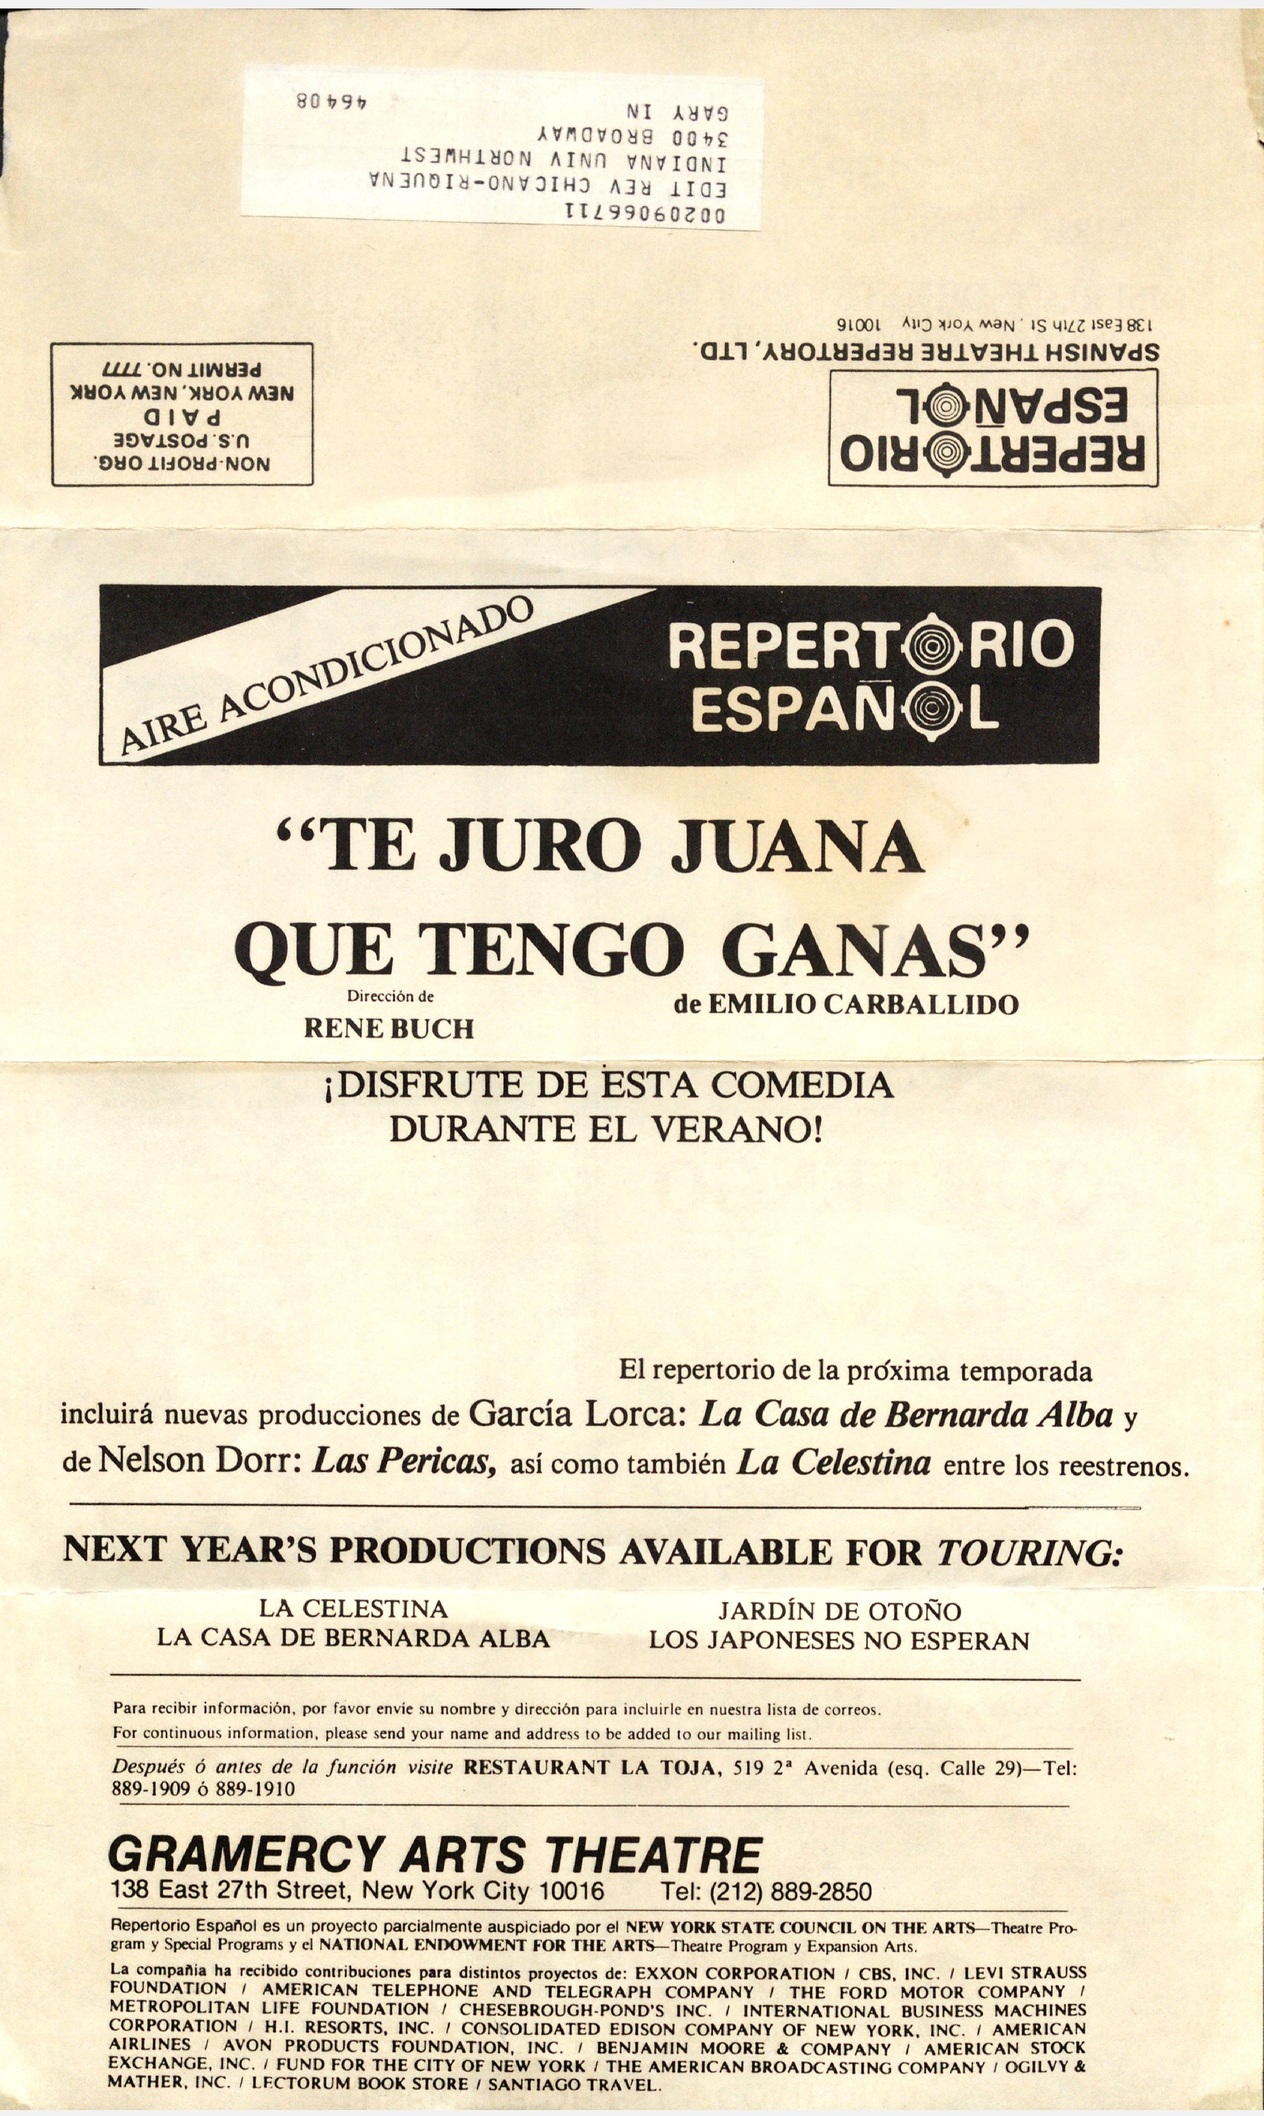 00209066711
EDIT REV CHICANO-RIQUENA
INDIANA UNIV NORTHWEST
3400 BROADWAY
GARY IN 46408
NON-PROFIT ORG.
U.S. POSTAGE
PAID
NEW YORK, NEW YORK
PERMIT NO. 7777
REPERTORIO
ESPAÑOL
SPANISH THEATRE REPERTORY, LTD.
138 East 27th St, New York City 10016
AIRE ACONDICIONADO
REPERTORIO
ESPAÑOL
“TE JURO JUANA
QUE TENGO GANAS”
Dirección de
RENE BUCH
de EMILIO CARBALLIDO
¡DISFRUTE DE ESTA COMEDIA
DURANTE EL VERANO!
El repertorio de la próxima temporada
incluirá nuevas producciones de García Lorca: La Casa de Bernarda Alba y
de Nelson Dorr: Las Pericas, así como también La Celestina entre los reestrenos.
NEXT YEAR’S PRODUCTIONS AVAILABLE FOR TOURING:
LA CELESTINA
LA CASA DE BERNARDA ALBA
JARDÍN DE OTOÑO
LOS JAPONESES NO ESPERAN
Para recibir información, por favor envíe su nombre y dirección para incluirle en nuestra lista de correos.
For continuous information, please send your name and address to be added to our mailing list.
Después ó antes de la función visite RESTAURANT LA TOJA, 519 2ª Avenida (esq. Calle 29)—Tel:
889-1909 ó 889-1910
GRAMERCY ARTS THEATRE
138 East 27th Street, New York City 10016 Tel: (212) 889-2850
Repertorio Español es un proyecto parcialmente auspiciado por el NEW YORK STATE COUNCIL ON THE ARTS—Theatre Pro-
gram y Special Programs y el NATIONAL ENDOWMENT FOR THE ARTS—Theatre Program y Expansion Arts.
La compañia ha recibido contribuciones para distintos proyectos de: EXXON CORPORATION / CBS, INC. / LEVI STRAUSS
FOUNDATION / AMERICAN TELEPHONE AND TELEGRAPH COMPANY / THE FORD MOTOR COMPANY /
METROPOLITAN LIFE FOUNDATION / CHESEBROUGH-POND'S INC. / INTERNATIONAL BUSINESS MACHINES
CORPORATION / H.I. RESORTS, INC. / CONSOLIDATED EDISON COMPANY OF NEW YORK, INC. / AMERICAN
AIRLINES / AVON PRODUCTS FOUNDATION, INC. / BENJAMIN MOORE & COMPANY / AMERICAN STOCK
EXCHANGE, INC. / FUND FOR THE CITY OF NEW YORK / THE AMERICAN BROADCASTING COMPANY / OGILVY &
MATHER, INC. / LECTORUM BOOK STORE / SANTIAGO TRAVEL.